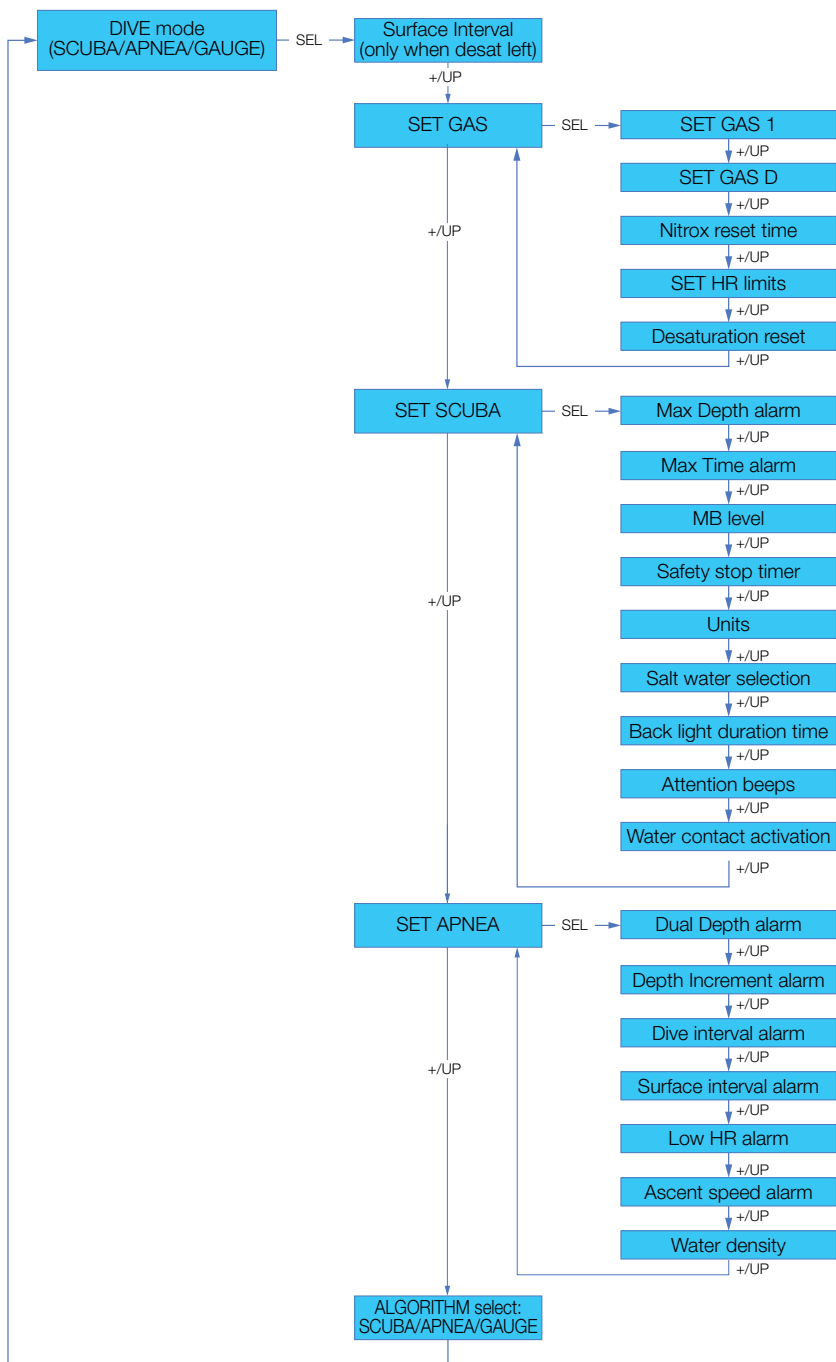 DIVE mode
(SCUBA/APNEA/GAUGE)
SEL
Surface Interval
(only when desat left)
+/UP
SET GAS
SEL
SET GAS 1
+/UP
SET GAS D
+/UP
Nitrox reset time
+/UP
SET HR limits
+/UP
Desaturation reset
+/UP
+/UP
SET SCUBA
SEL
Max Depth alarm
+/UP
Max Time alarm
+/UP
MB level
+/UP
Safety stop timer
+/UP
Units
+/UP
Salt water selection
+/UP
Back light duration time
+/UP
Attention beeps
+/UP
Water contact activation
+/UP
+/UP
SET APNEA
SEL
Dual Depth alarm
+/UP
Depth Increment alarm
+/UP
Dive interval alarm
+/UP
Surface interval alarm
+/UP
Low HR alarm
+/UP
Ascent speed alarm
+/UP
Water density
+/UP
+/UP
ALGORITHM select:
SCUBA/APNEA/GAUGE